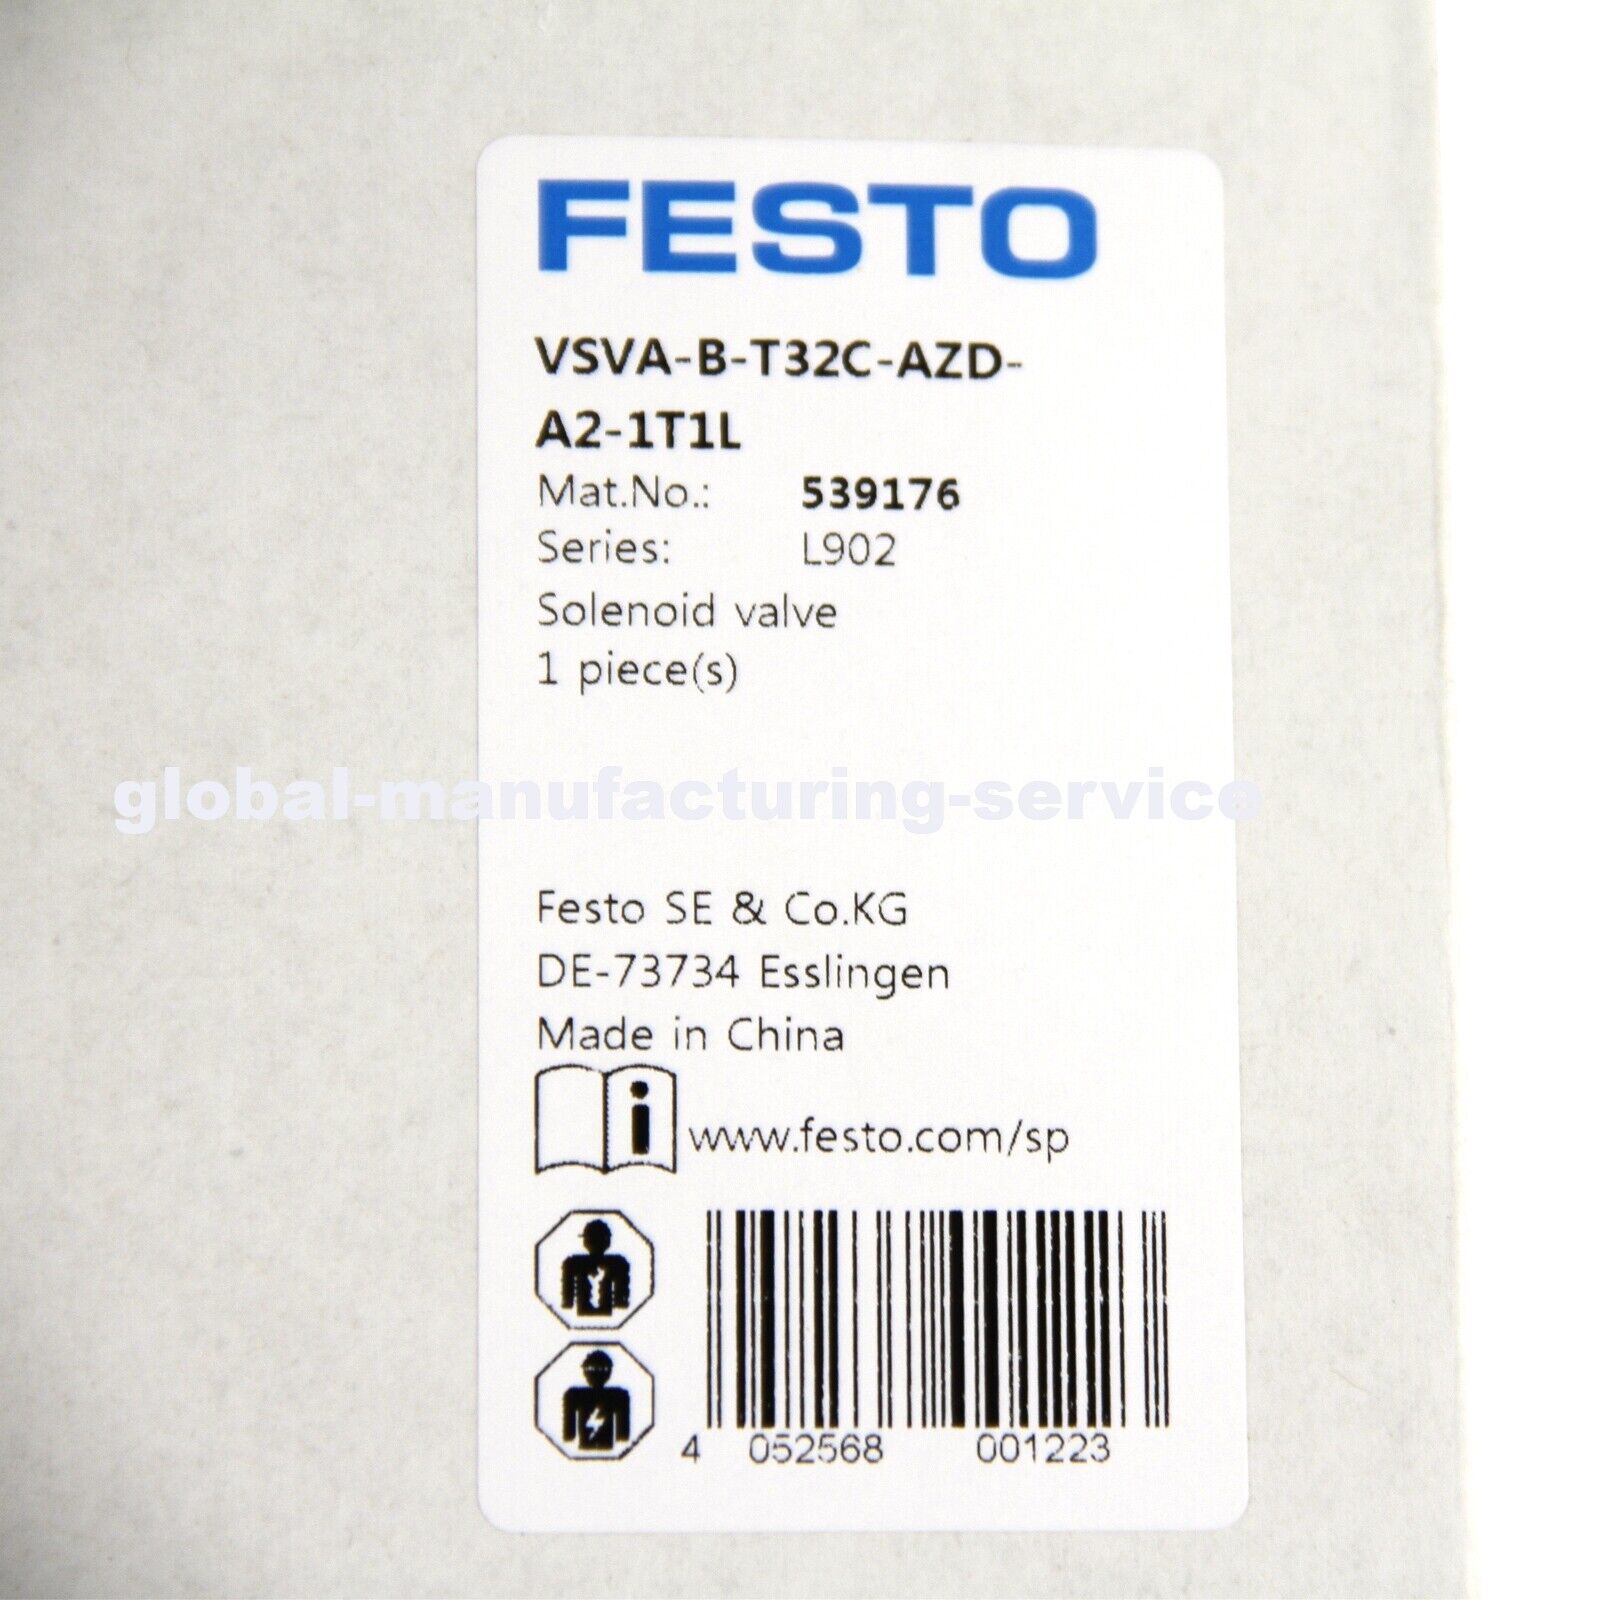 FESTO
VSVA-B-T32C-AZD-
A2-1T1L
Mat.No.: 539176
Series: L902
Solenoid valve
1 piece(s)
global-manufacturing-service
Festo SE & Co.KG
DE-73734 Esslingen
Made in China
i www.festo.com/sp
4 052568 001223